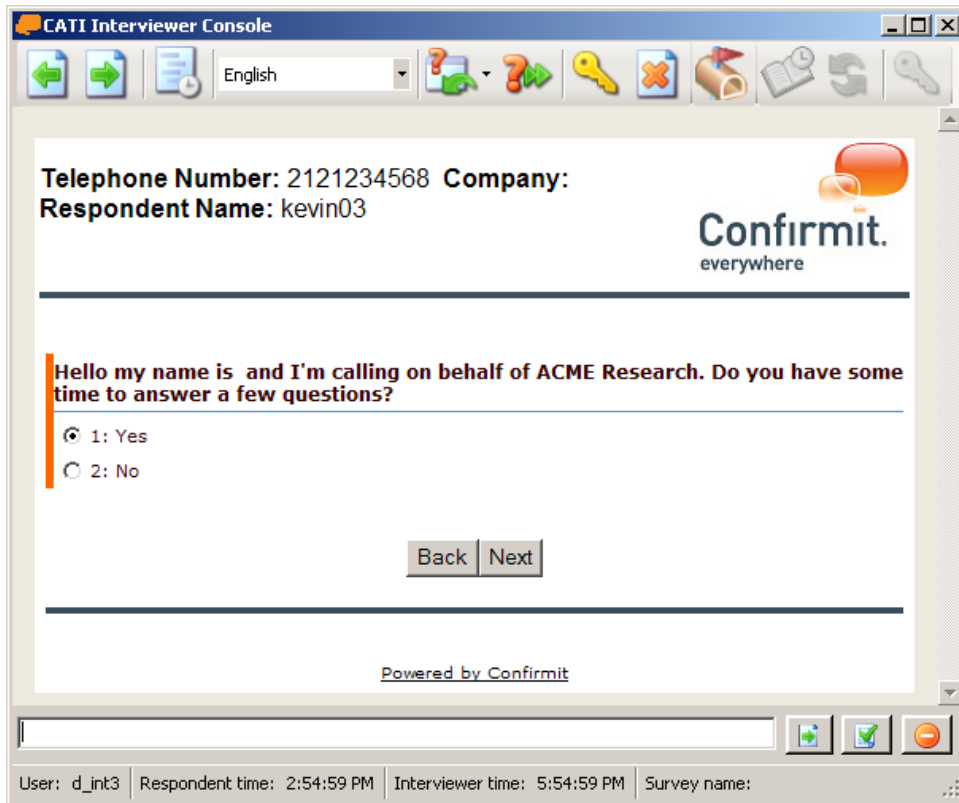 CATI Interviewer Console
English
Telephone Number: 2121234568 Company:
Respondent Name: kevin03
Confirmit.
everywhere
Hello my name is  and I'm calling on behalf of ACME Research. Do you have some
time to answer a few questions?
1: Yes
2: No
Back Next
Powered by Confirmit
User: d_int3 Respondent time: 2:54:59 PM Interviewer time: 5:54:59 PM Survey name: